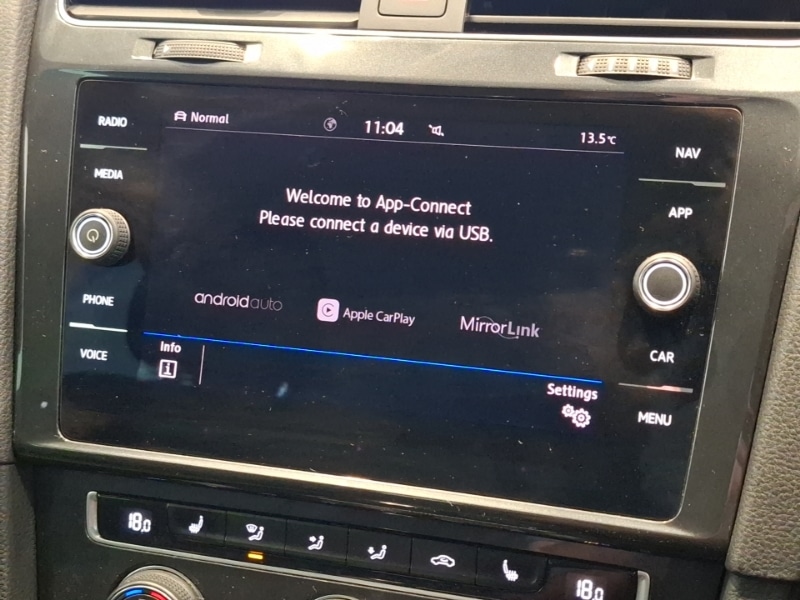 RADIO
Normal
11:04
13.5°C
NAV
MEDIA
APP
Welcome to App-Connect
Please connect a device via USB.
PHONE
androidauto
Apple CarPlay
MirrorLink
VOICE
Info
i
CAR
Settings
MENU
18.0
18.0